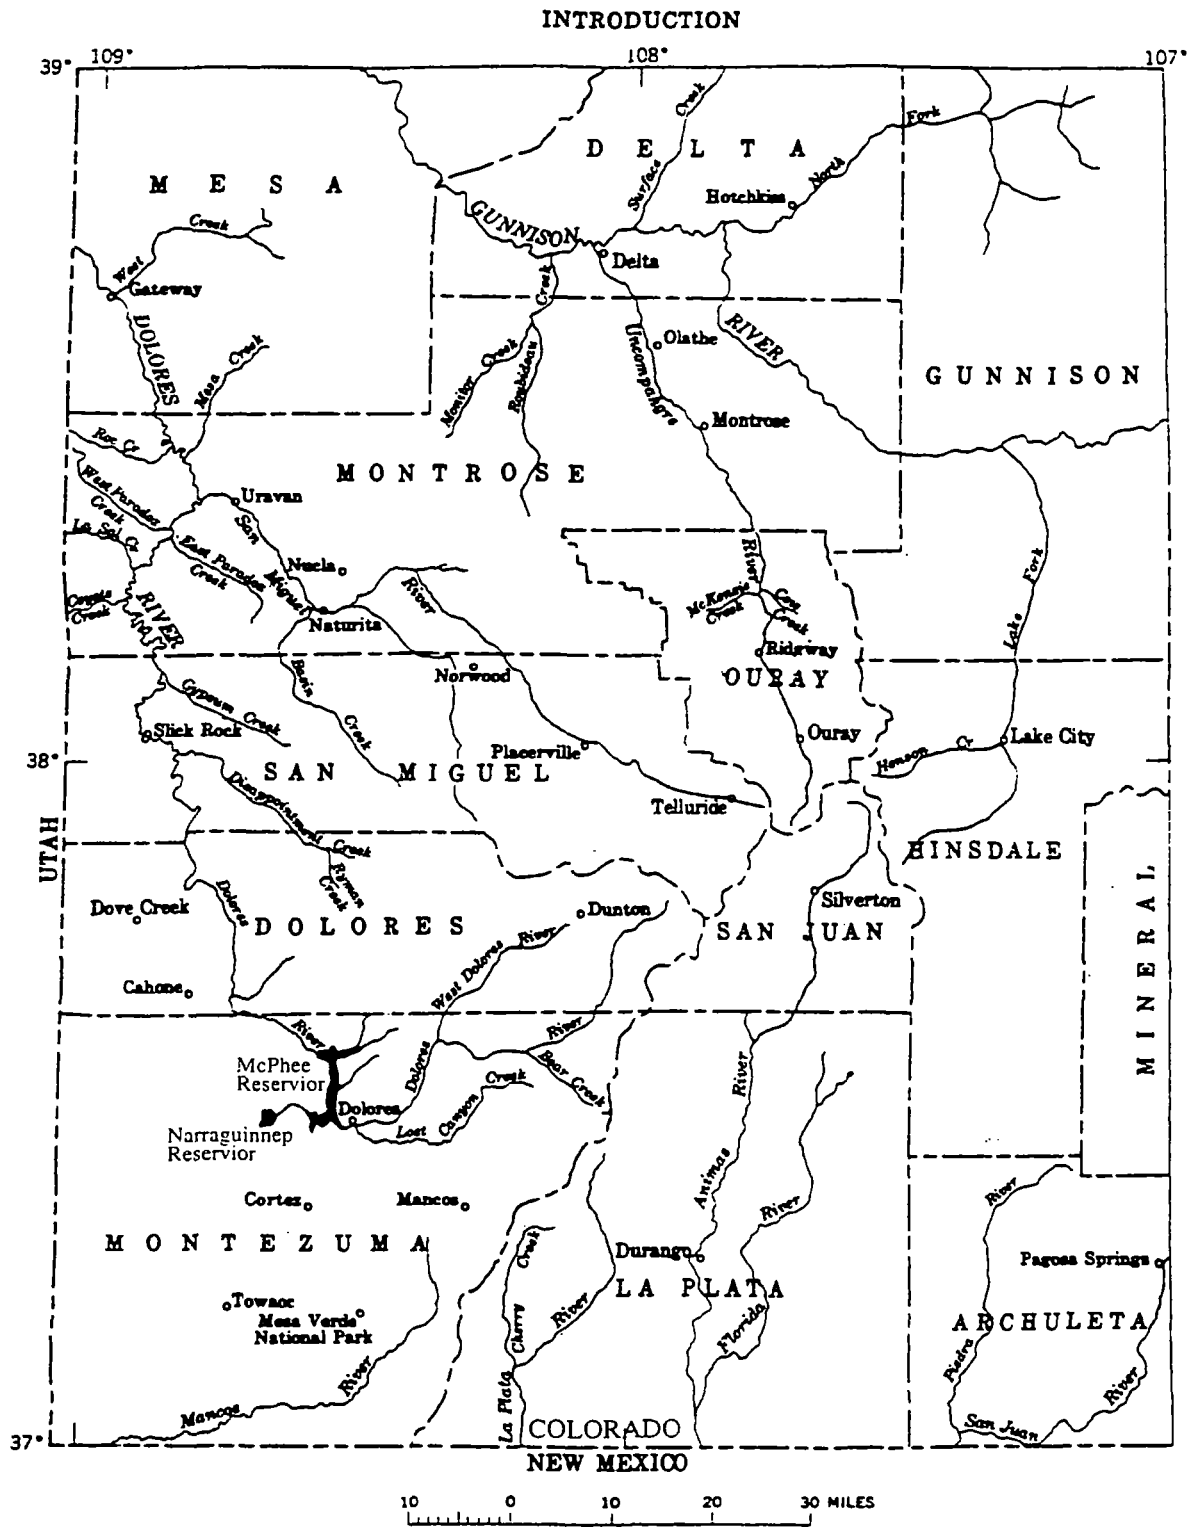 INTRODUCTION
109°
108°
107°
39°
Creek
Fork
DELTA
MESA
Surface
North
Hotchkiss
Creek
GUNNISON
West
Delta
Gateway
Creek
DOLORES
RIVER
Olathe
Uncompahgre
Mesa Creek
Monitor Creek
Roubideau
GUNNISON
Montrose
Roc Cr
MONTROSE
West Paradox
Creek
Uravan
San
La Sal Cr
East Paradox
Creek
Nucla
Miguel
River
River
McKenzie
Creek
Cow
Creek
Fork
Coyote
Creek
RIVER
Naturita
Lake
Ridgway
Basin
Norwood
OURAY
Gypsum Creek
Slick Rock
Creek
Placerville
Ouray
Henson Cr
Lake City
38°
SAN MIGUEL
Disappointment Creek
Telluride
UTAH
Ryman
Creek
HINSDALE
Dolores
Silverton
Dove Creek
Dunton
DOLORES
SAN JUAN
West Dolores River
MINERAL
Cahone
River
River
McPhee
Reservior
Dolores
Bear Creek
River
Creek
Dolores
Lost Canyon
Narraguinnep
Reservior
Animas
River
River
Cortez
Mancos
MONTEZUMA
Creek
Durango
Pagosa Springs
LA PLATA
Towaoc
Mesa Verde
National Park
Cherry
River
Florida
ARCHULETA
Piedra
River
River
Mancos
La Plata
San Juan
37°
COLORADO
NEW MEXICO
10 0 10 20 30 MILES